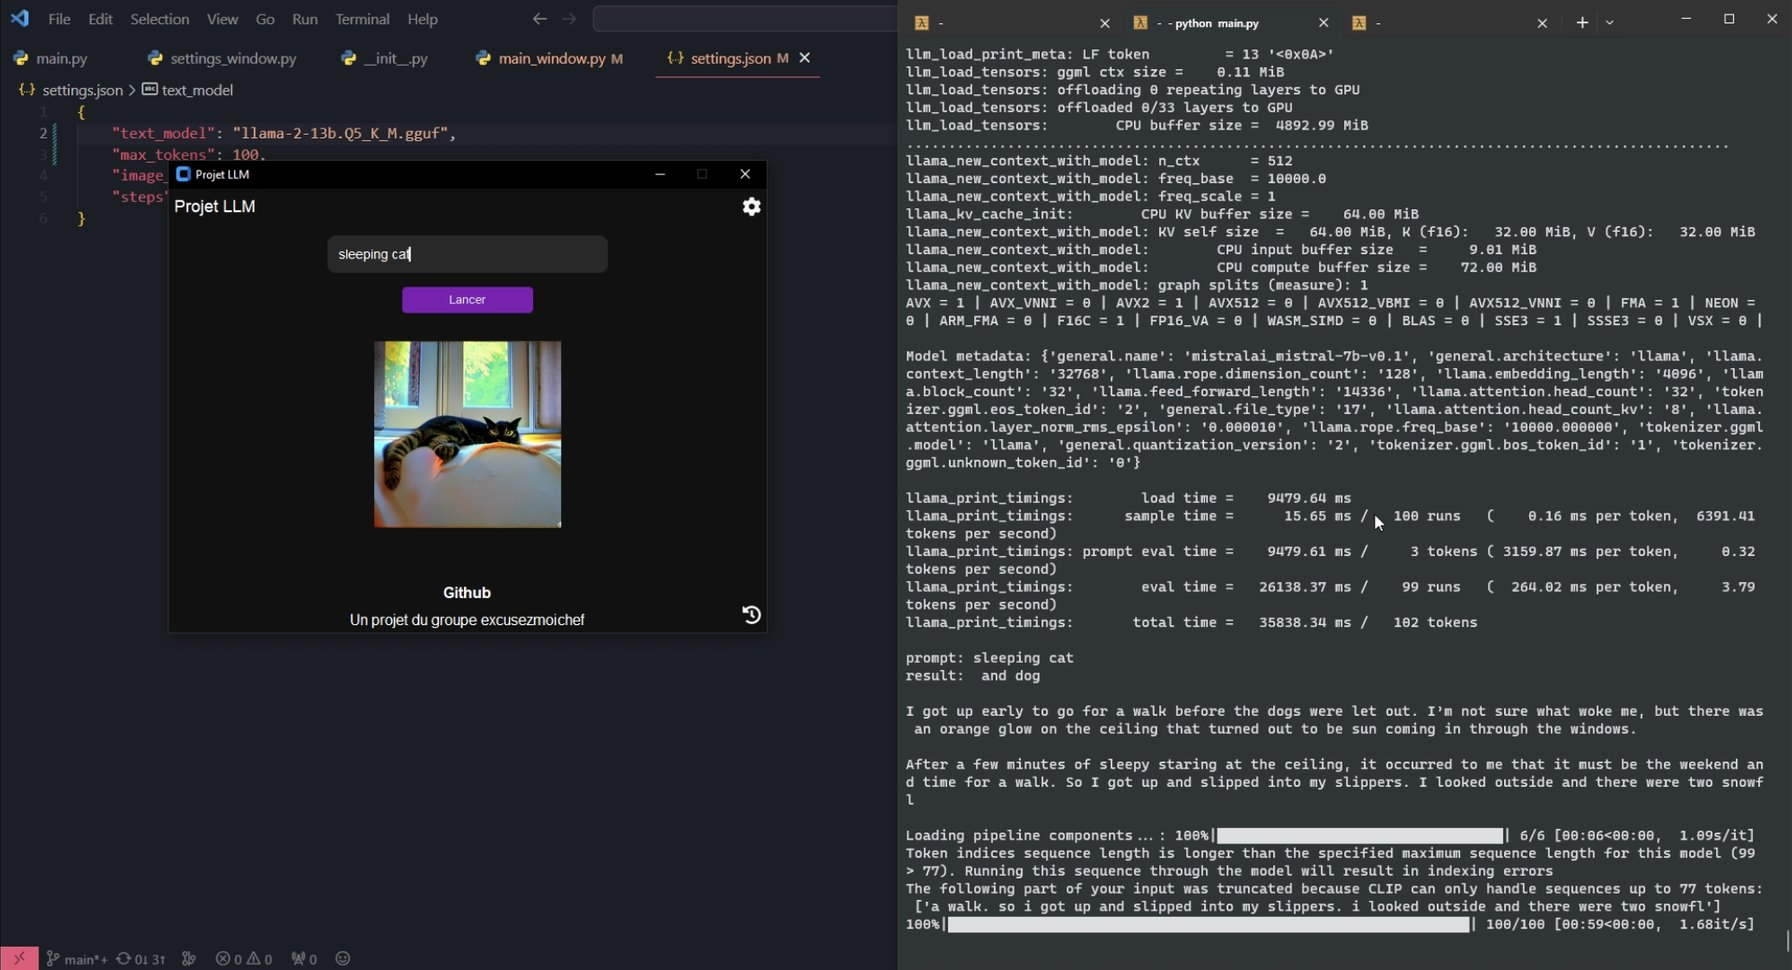 File Edit Selection View Go Run Terminal Help
main.py settings_window.py __init__.py main_window.py M settings.json M
settings.json > text_model
1 {
2 "text_model": "llama-2-13b.Q5_K_M.gguf",
3 "max_tokens": 100,
4 "image_
5 "steps"
6 }
Projet LLM
Projet LLM
sleeping cat
Lancer
Github
Un projet du groupe excusezmoichef
main*+ 0↓ 3↑ 0 0 0
- - - python main.py -
llm_load_print_meta: LF token = 13 '<0x0A>'
llm_load_tensors: ggml ctx size = 0.11 MiB
llm_load_tensors: offloading 0 repeating layers to GPU
llm_load_tensors: offloaded 0/33 layers to GPU
llm_load_tensors: CPU buffer size = 4892.99 MiB
..................................................................................................
llama_new_context_with_model: n_ctx = 512
llama_new_context_with_model: freq_base = 10000.0
llama_new_context_with_model: freq_scale = 1
llama_kv_cache_init: CPU KV buffer size = 64.00 MiB
llama_new_context_with_model: KV self size = 64.00 MiB, K (f16): 32.00 MiB, V (f16): 32.00 MiB
llama_new_context_with_model: CPU input buffer size = 9.01 MiB
llama_new_context_with_model: CPU compute buffer size = 72.00 MiB
llama_new_context_with_model: graph splits (measure): 1
AVX = 1 | AVX_VNNI = 0 | AVX2 = 1 | AVX512 = 0 | AVX512_VBMI = 0 | AVX512_VNNI = 0 | FMA = 1 | NEON =
0 | ARM_FMA = 0 | F16C = 1 | FP16_VA = 0 | WASM_SIMD = 0 | BLAS = 0 | SSE3 = 1 | SSSE3 = 0 | VSX = 0 |
Model metadata: {'general.name': 'mistralai_mistral-7b-v0.1', 'general.architecture': 'llama', 'llama.
context_length': '32768', 'llama.rope.dimension_count': '128', 'llama.embedding_length': '4096', 'llam
a.block_count': '32', 'llama.feed_forward_length': '14336', 'llama.attention.head_count': '32', 'token
izer.ggml.eos_token_id': '2', 'general.file_type': '17', 'llama.attention.head_count_kv': '8', 'llama.
attention.layer_norm_rms_epsilon': '0.000010', 'llama.rope.freq_base': '10000.000000', 'tokenizer.ggml
.model': 'llama', 'general.quantization_version': '2', 'tokenizer.ggml.bos_token_id': '1', 'tokenizer.
ggml.unknown_token_id': '0'}
llama_print_timings: load time = 9479.64 ms
llama_print_timings: sample time = 15.65 ms / 100 runs ( 0.16 ms per token, 6391.41
tokens per second)
llama_print_timings: prompt eval time = 9479.61 ms / 3 tokens ( 3159.87 ms per token, 0.32
tokens per second)
llama_print_timings: eval time = 26138.37 ms / 99 runs ( 264.02 ms per token, 3.79
tokens per second)
llama_print_timings: total time = 35838.34 ms / 102 tokens
prompt: sleeping cat
result: and dog
I got up early to go for a walk before the dogs were let out. I'm not sure what woke me, but there was
an orange glow on the ceiling that turned out to be sun coming in through the windows.
After a few minutes of sleepy staring at the ceiling, it occurred to me that it must be the weekend an
d time for a walk. So I got up and slipped into my slippers. I looked outside and there were two snowf
l
Loading pipeline components...: 100%| | 6/6 [00:06<00:00, 1.09s/it]
Token indices sequence length is longer than the specified maximum sequence length for this model (99
> 77). Running this sequence through the model will result in indexing errors
The following part of your input was truncated because CLIP can only handle sequences up to 77 tokens:
['a walk. so i got up and slipped into my slippers. i looked outside and there were two snowfl']
100%| | 100/100 [00:59<00:00, 1.68it/s]